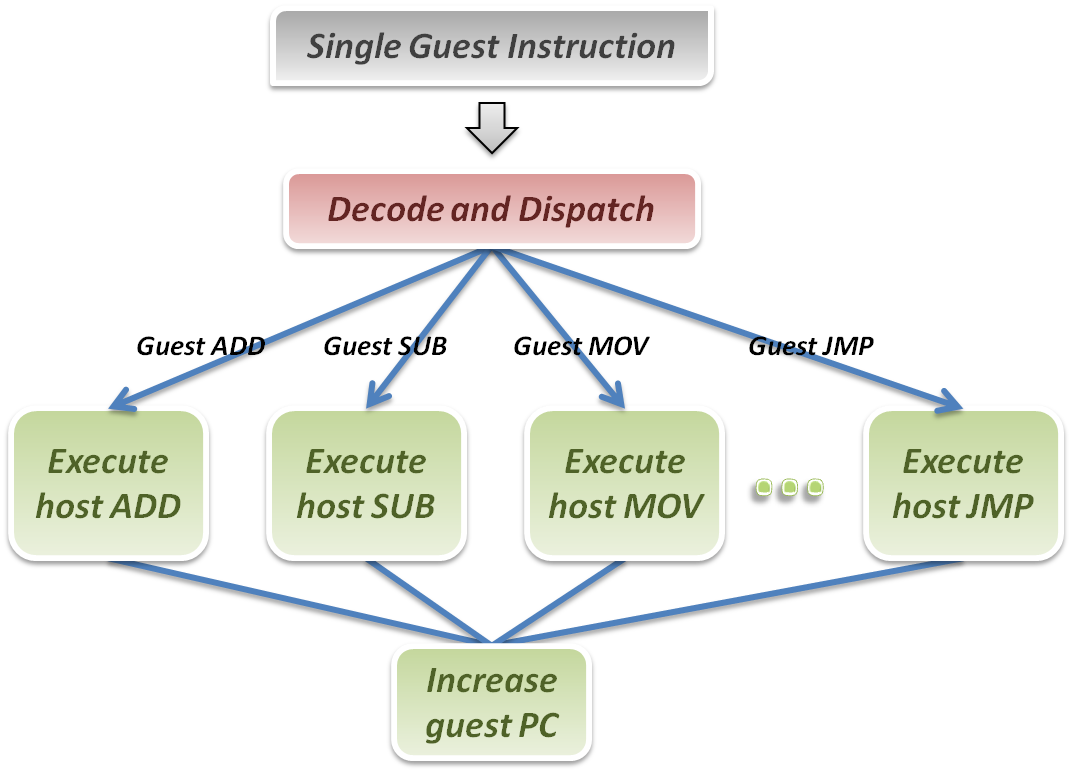 Single Guest Instruction
Decode and Dispatch
Guest ADD
Guest SUB
Guest MOV
Guest JMP
Execute
host ADD
Execute
host SUB
Execute
host MOV
Execute
host JMP
Increase
guest PC